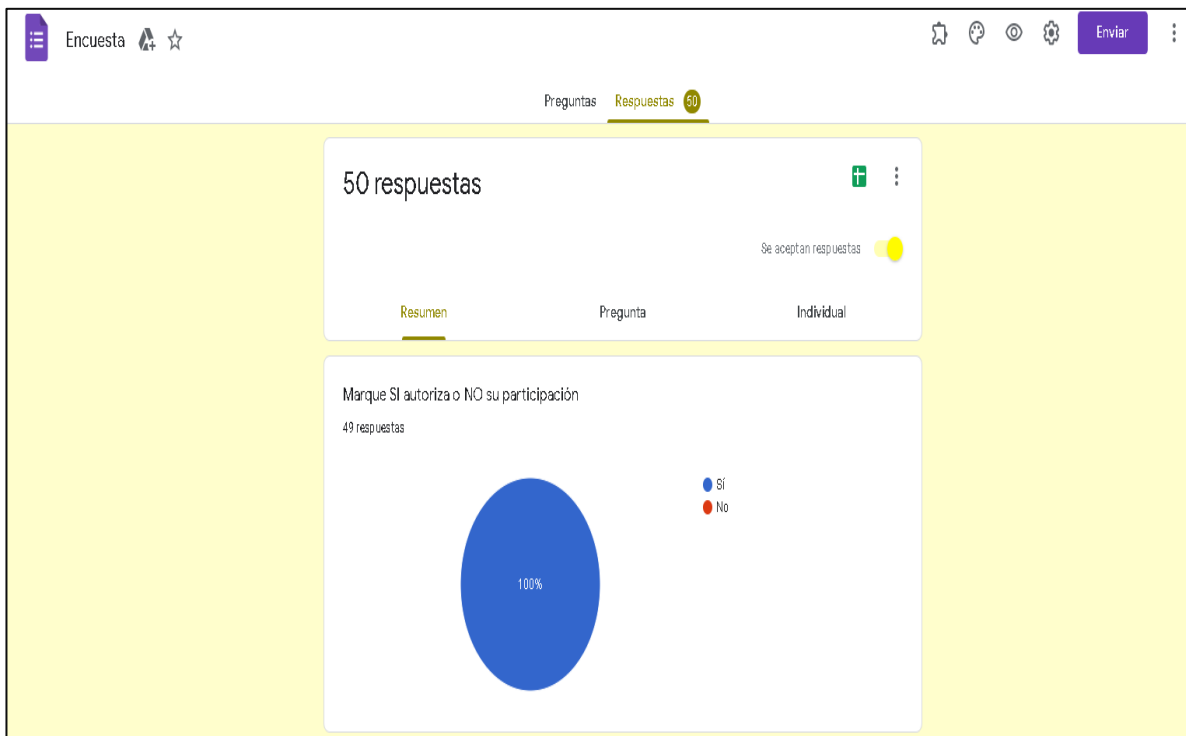 Encuesta
Enviar
Preguntas Respuestas 50
50 respuestas
Se aceptan respuestas
Resumen Pregunta Individual
Marque SI autoriza o NO su participación
49 respuestas
Sí
No
100%